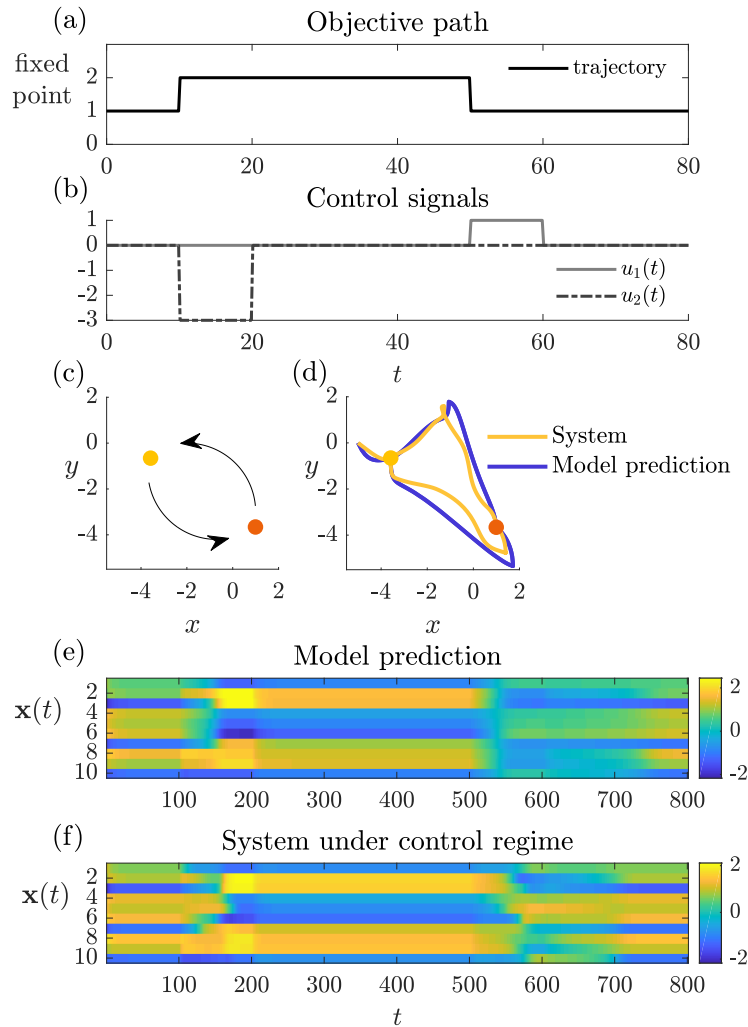 (a) Objective path
fixed point
2
1
0
trajectory
0 20 40 60 80
(b) Control signals
1
0
-1
-2
-3
u1(t)
u2(t)
0 20 40 60 80
t
(c)
2
0
y
-2
-4
-4 -2 0 2
x
(d)
2
0
y
-2
-4
System
Model prediction
-4 -2 0 2
x
(e) Model prediction
x(t)
2
4
6
8
10
100 200 300 400 500 600 700 800
2
0
-2
(f) System under control regime
x(t)
2
4
6
8
10
100 200 300 400 500 600 700 800
t
2
0
-2